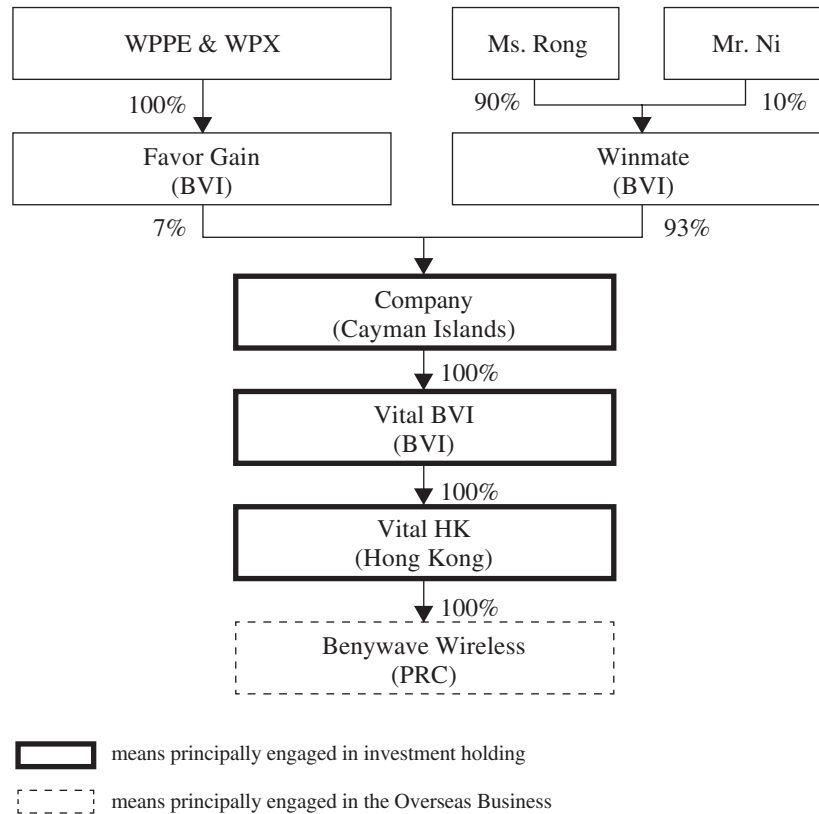 WPPE & WPX
Ms. Rong
Mr. Ni
100%
90%
10%
Favor Gain
(BVI)
Winmate
(BVI)
7%
93%
Company
(Cayman Islands)
100%
Vital BVI
(BVI)
100%
Vital HK
(Hong Kong)
100%
Benywave Wireless
(PRC)
means principally engaged in investment holding
means principally engaged in the Overseas Business